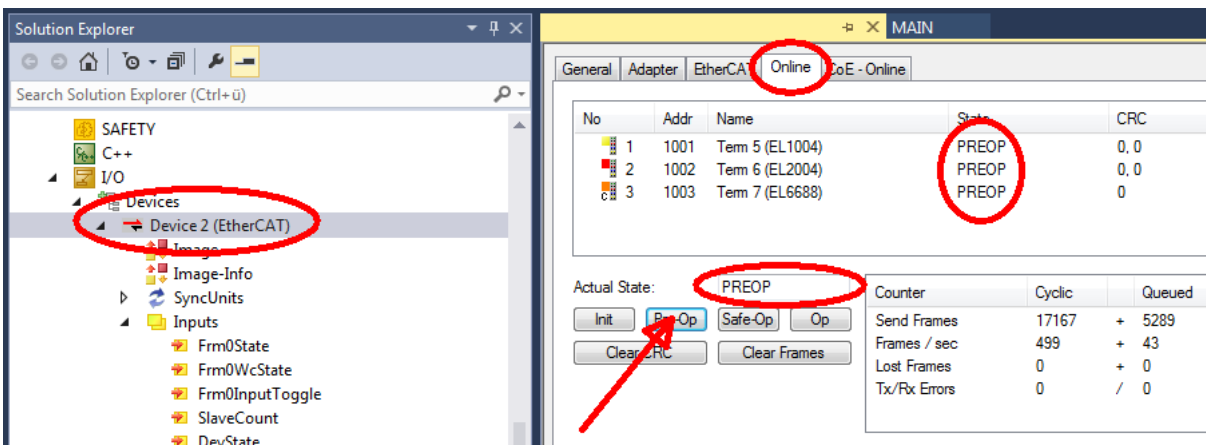 Solution Explorer
Search Solution Explorer (Ctrl+ü)
SAFETY
C++
I/O
Devices
Device 2 (EtherCAT)
Image
Image-Info
SyncUnits
Inputs
Frm0State
Frm0WcState
Frm0InputToggle
SlaveCount
DevState
MAIN
General Adapter EtherCAT Online CoE - Online
No Addr Name State CRC
1 1001 Term 5 (EL1004) PREOP 0, 0
2 1002 Term 6 (EL2004) PREOP 0, 0
c 3 1003 Term 7 (EL6688) PREOP 0
Actual State: PREOP
Init Pre-Op Safe-Op Op
Clear CRC Clear Frames
Counter Cyclic Queued
Send Frames 17167 + 5289
Frames / sec 499 + 43
Lost Frames 0 + 0
Tx/Rx Errors 0 / 0